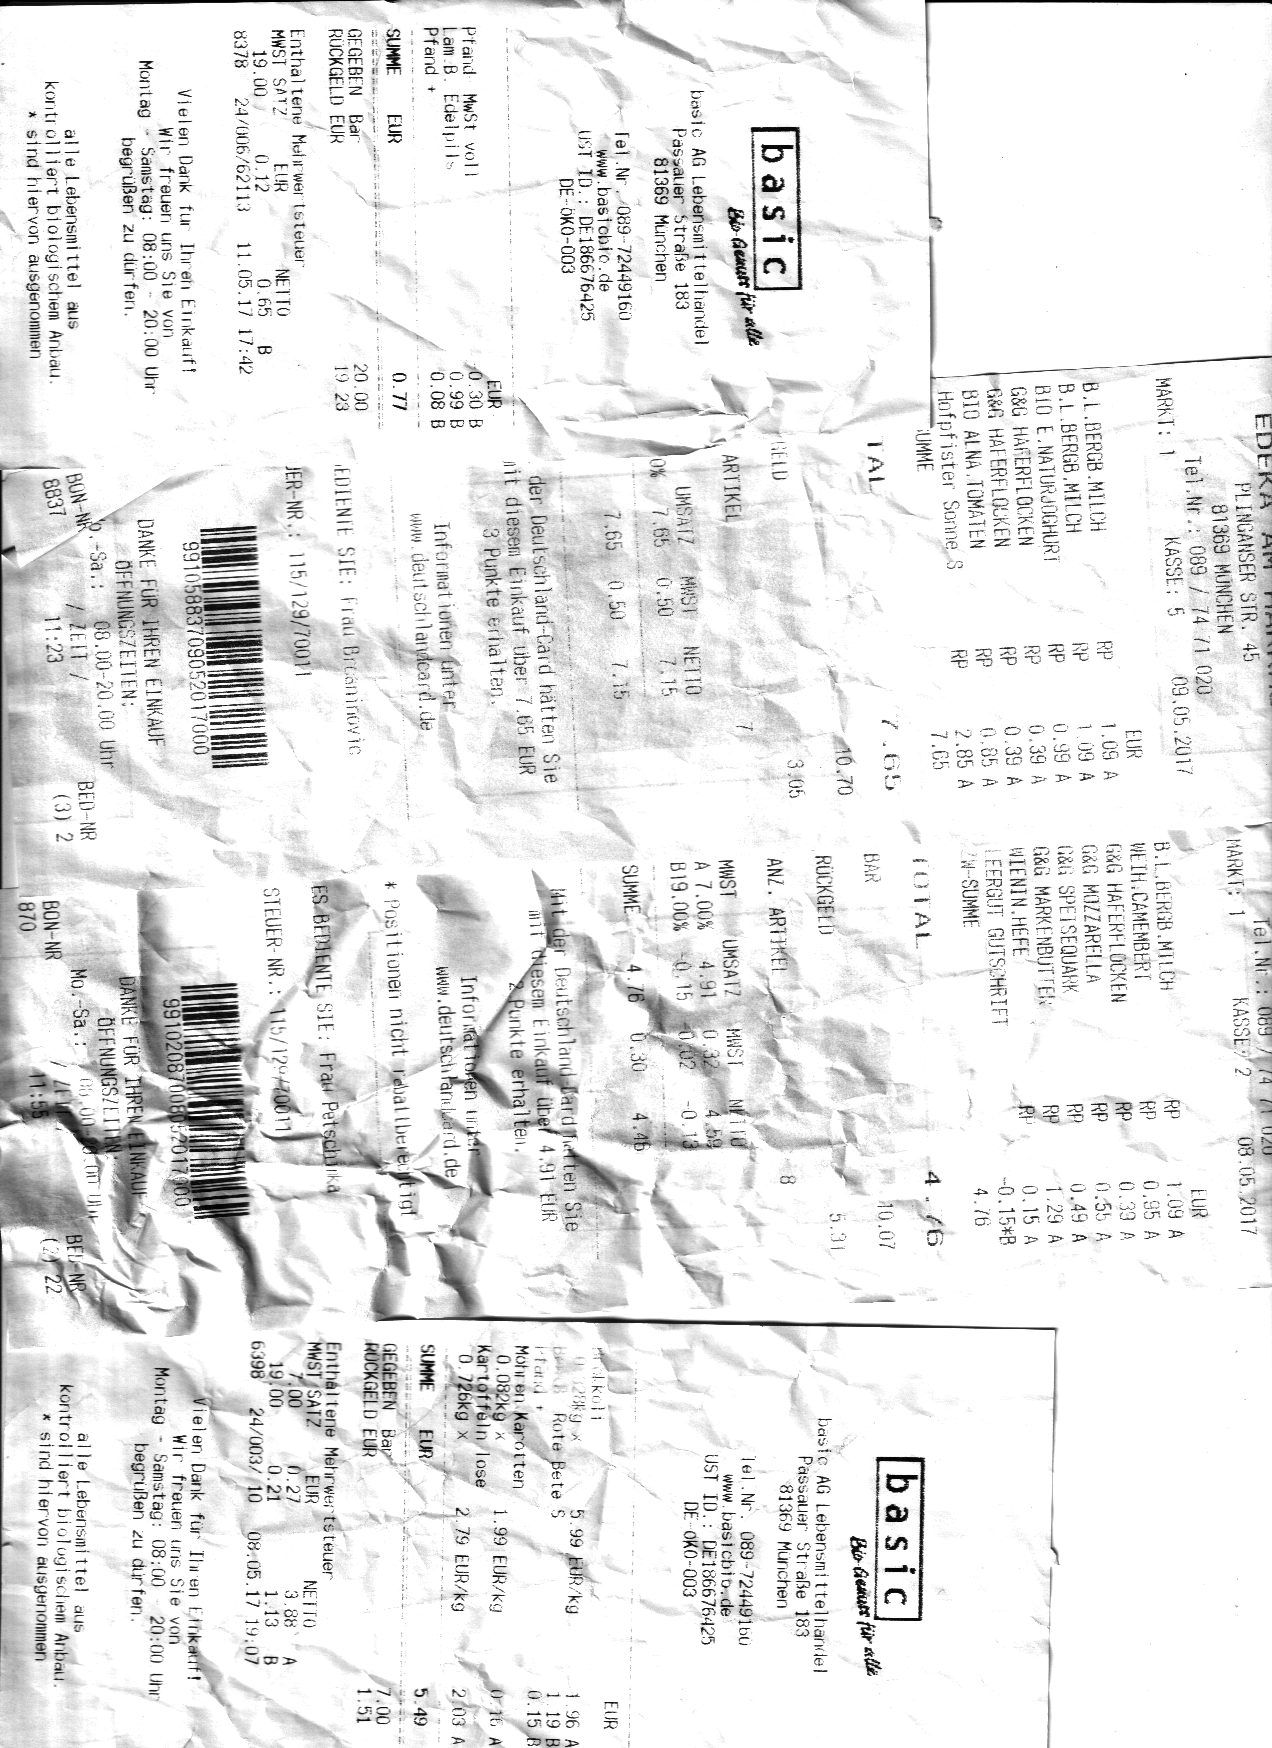 basic
Bio-Genuss für alle
basic AG Lebensmittelhandel
Passauer Straße 183
81369 München
Tel.Nr. 089-72449160
www.basicbio.de
UST ID.: DE186676425
DE-ÖKO-003
EUR
Pfand MwSt voll -0.30 B
Lam.B. Edelpils 0.99 B
Pfand + 0.08 B
SUMME EUR 0.77
GEGEBEN Bar 20.00
RÜCKGELD EUR 19.23
Enthaltene Mehrwertsteuer
MWST SATZ EUR NETTO
19.00 0.12 0.65 B
8378 24/006/62113 11.05.17 17:42
Vielen Dank für Ihren Einkauf!
Wir freuen uns Sie von
Montag - Samstag: 08:00 - 20:00 Uhr
begrüßen zu dürfen.
alle Lebensmittel aus
kontrolliert biologischem Anbau.
* sind hiervon ausgenommen
EDEKA AM
PLINGANSER STR. 45
81369 MÜNCHEN
Tel.Nr.: 089 / 74 71 020
09.05.2017
MARKT: 1 KASSE: 5
EUR
B.L.BERGB.MILCH RP 1.09 A
B.L.BERGB.MILCH RP 1.09 A
BIO E.NATURJOGHURT RP 0.99 A
G&G HAFERFLOCKEN RP 0.39 A
G&G HAFERFLOCKEN RP 0.39 A
BIO ALNA.TOMATEN RP 0.85 A
Hofpfister Sonne S RP 2.85 A
SUMME 7.65
TAL 7.65
10.70
GELD 3.05
ARTIKEL 7
UMSATZ MWST NETTO
0% 7.65 0.50 7.15
7.65 0.50 7.15
der Deutschland-Card hätten Sie
mit diesem Einkauf über 7.65 EUR
3 Punkte erhalten.
Informationen unter
www.deutschlandcard.de
EDIENTE SIE: Frau
UER-NR.: 115/129/70011
99105883709052017000
DANKE FÜR IHREN EINKAUF
ÖFFNUNGSZEITEN:
o.-Sa.: 08.00-20.00 Uhr
BON-NR / ZEIT / BED-NR
8837 11:23 (3) 2
Tel.Nr.: 089 / 74 71 020
08.05.2017
MARKT: 1 KASSE: 2
EUR
B.L.BERGB.MILCH RP 1.09 A
WEIH.CAMEMBERT RP 0.95 A
G&G HAFERFLOCKEN RP 0.39 A
G&G MOZZARELLA RP 0.55 A
G&G SPEISEQUARK RP 0.49 A
G&G MARKENBUTTER RP 1.29 A
WIENIN.HEFE RP 0.15 A
LEERGUT GUTSCHRIFT -0.15*B
ZW-SUMME 4.76
TOTAL 4.76
BAR 10.07
RÜCKGELD 5.31
ANZ. ARTIKEL 8
MWST UMSATZ MWST NETTO
A 7.00% 4.91 0.32 4.59
B19.00% -0.15 -0.02 -0.13
SUMME 4.76 0.30 4.46
Mit der Deutschland-Card hätten Sie
mit diesem Einkauf über 4.91 EUR
2 Punkte erhalten.
Informationen unter
www.deutschlandcard.de
* Positionen nicht rabattberechtigt
ES BEDIENTE SIE: Frau Petschinka
STEUER-NR.: 115/129/70011
99102087008052017000
DANKE FÜR IHREN EINKAUF
ÖFFNUNGSZEITEN:
Mo.-Sa.: 08.00-20.00 Uhr
BON-NR / ZEIT BED-NR
1870 11:55 (2) 22
basic
Bio-Genuss für alle
basic AG Lebensmittelhandel
Passauer Straße 183
81369 München
Tel.Nr. 089-72449160
www.basicbio.de
UST ID.: DE186676425
DE-ÖKO-003
EUR
5.99 EUR/kg 1.96 A
Rote Bete S 1.19 B
Pfand + 0.15 B
Möhren Karotten
0.082kg x 1.99 EUR/kg 0.16 A
Kartoffeln lose
0.726kg x 2.79 EUR/kg 2.03 A
SUMME EUR 5.49
GEGEBEN Bar 7.00
RÜCKGELD EUR 1.51
Enthaltene Mehrwertsteuer
MWST SATZ EUR NETTO
7.00 0.27 3.88 A
19.00 0.21 1.13 B
6398 24/003/10 08.05.17 19:07
Vielen Dank für Ihren Einkauf!
Wir freuen uns Sie von
Montag - Samstag: 08:00 20:00 Uhr
begrüßen zu dürfen.
alle Lebensmittel aus
kontrolliert biologischem Anbau.
* sind hiervon ausgenommen